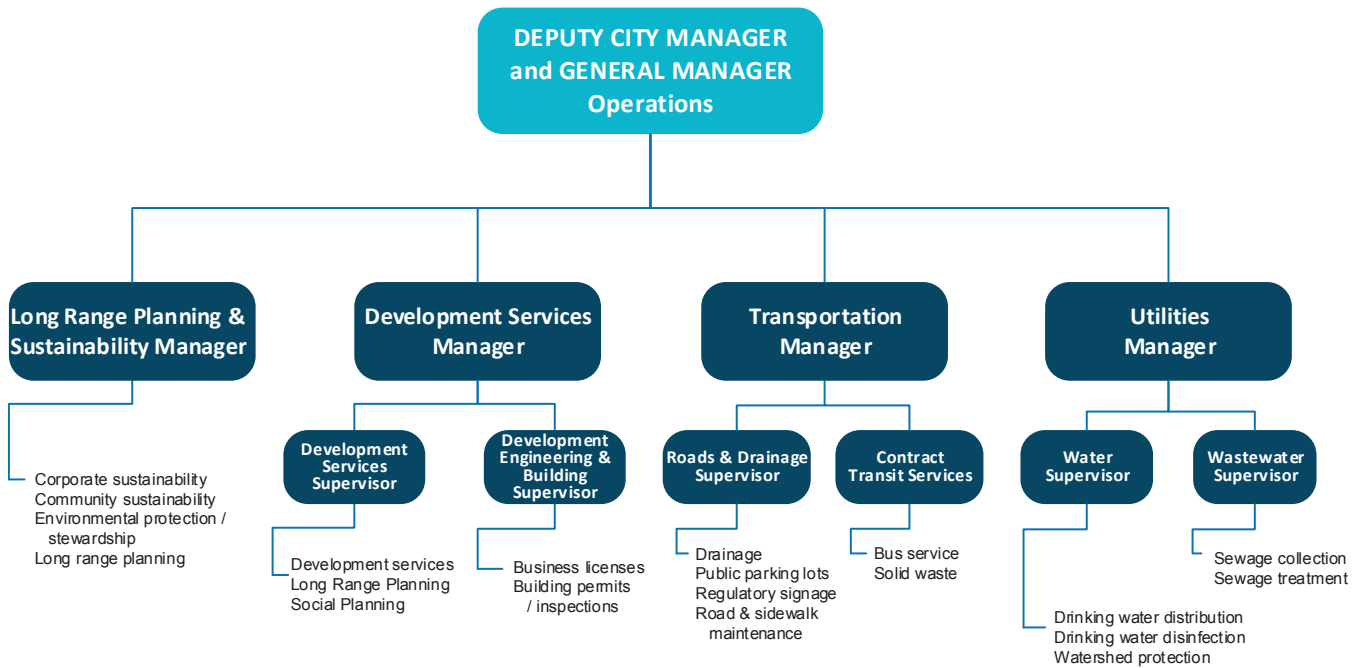 DEPUTY CITY MANAGER
and GENERAL MANAGER
Operations
Long Range Planning &
Sustainability Manager
Development Services
Manager
Transportation
Manager
Utilities
Manager
Corporate sustainability
Community sustainability
Environmental protection /
stewardship
Long range planning
Development
Services
Supervisor
Development services
Long Range Planning
Social Planning
Development
Engineering &
Building
Supervisor
Business licenses
Building permits
/ inspections
Roads & Drainage
Supervisor
Drainage
Public parking lots
Regulatory signage
Road & sidewalk
maintenance
Contract
Transit Services
Bus service
Solid waste
Water
Supervisor
Drinking water distribution
Drinking water disinfection
Watershed protection
Wastewater
Supervisor
Sewage collection
Sewage treatment